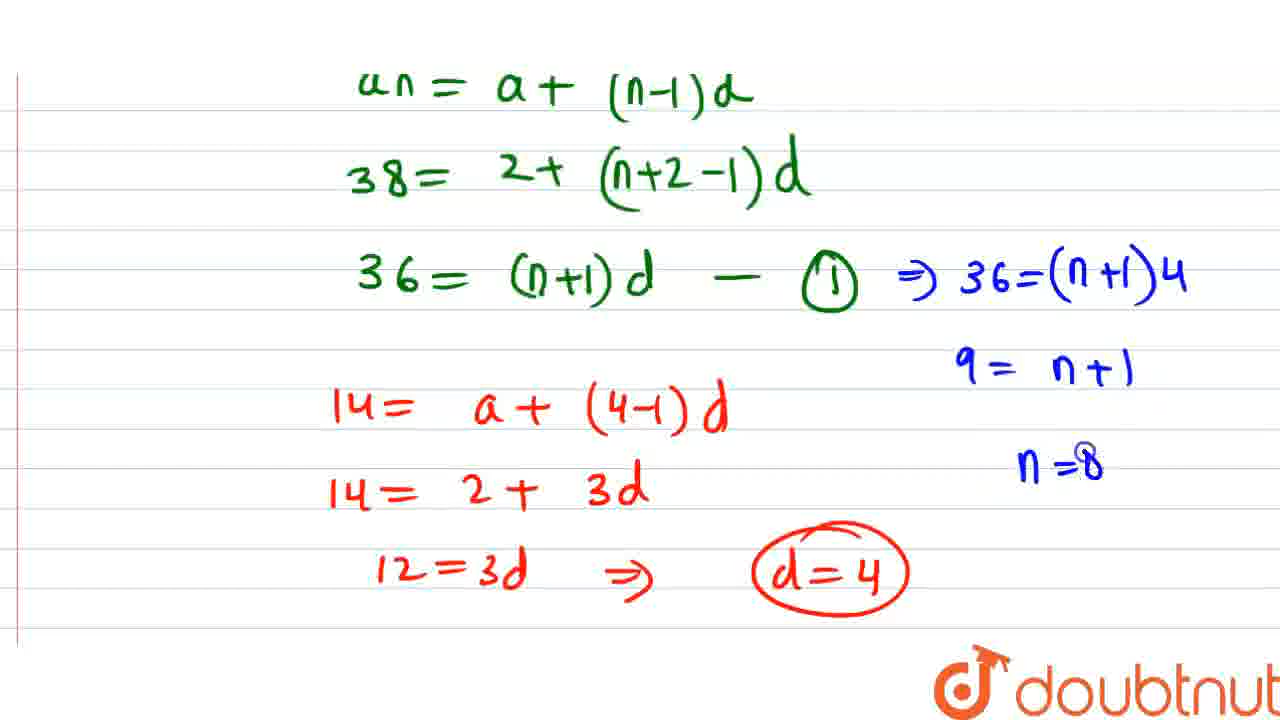 an = a + (n-1)d
38 = 2 + (n+2-1)d
36 = (n+1)d — ① ⇒ 36 = (n+1)4
9 = n+1
14 = a + (4-1)d
n = 8
14 = 2 + 3d
12 = 3d ⇒ d = 4
doubtnut